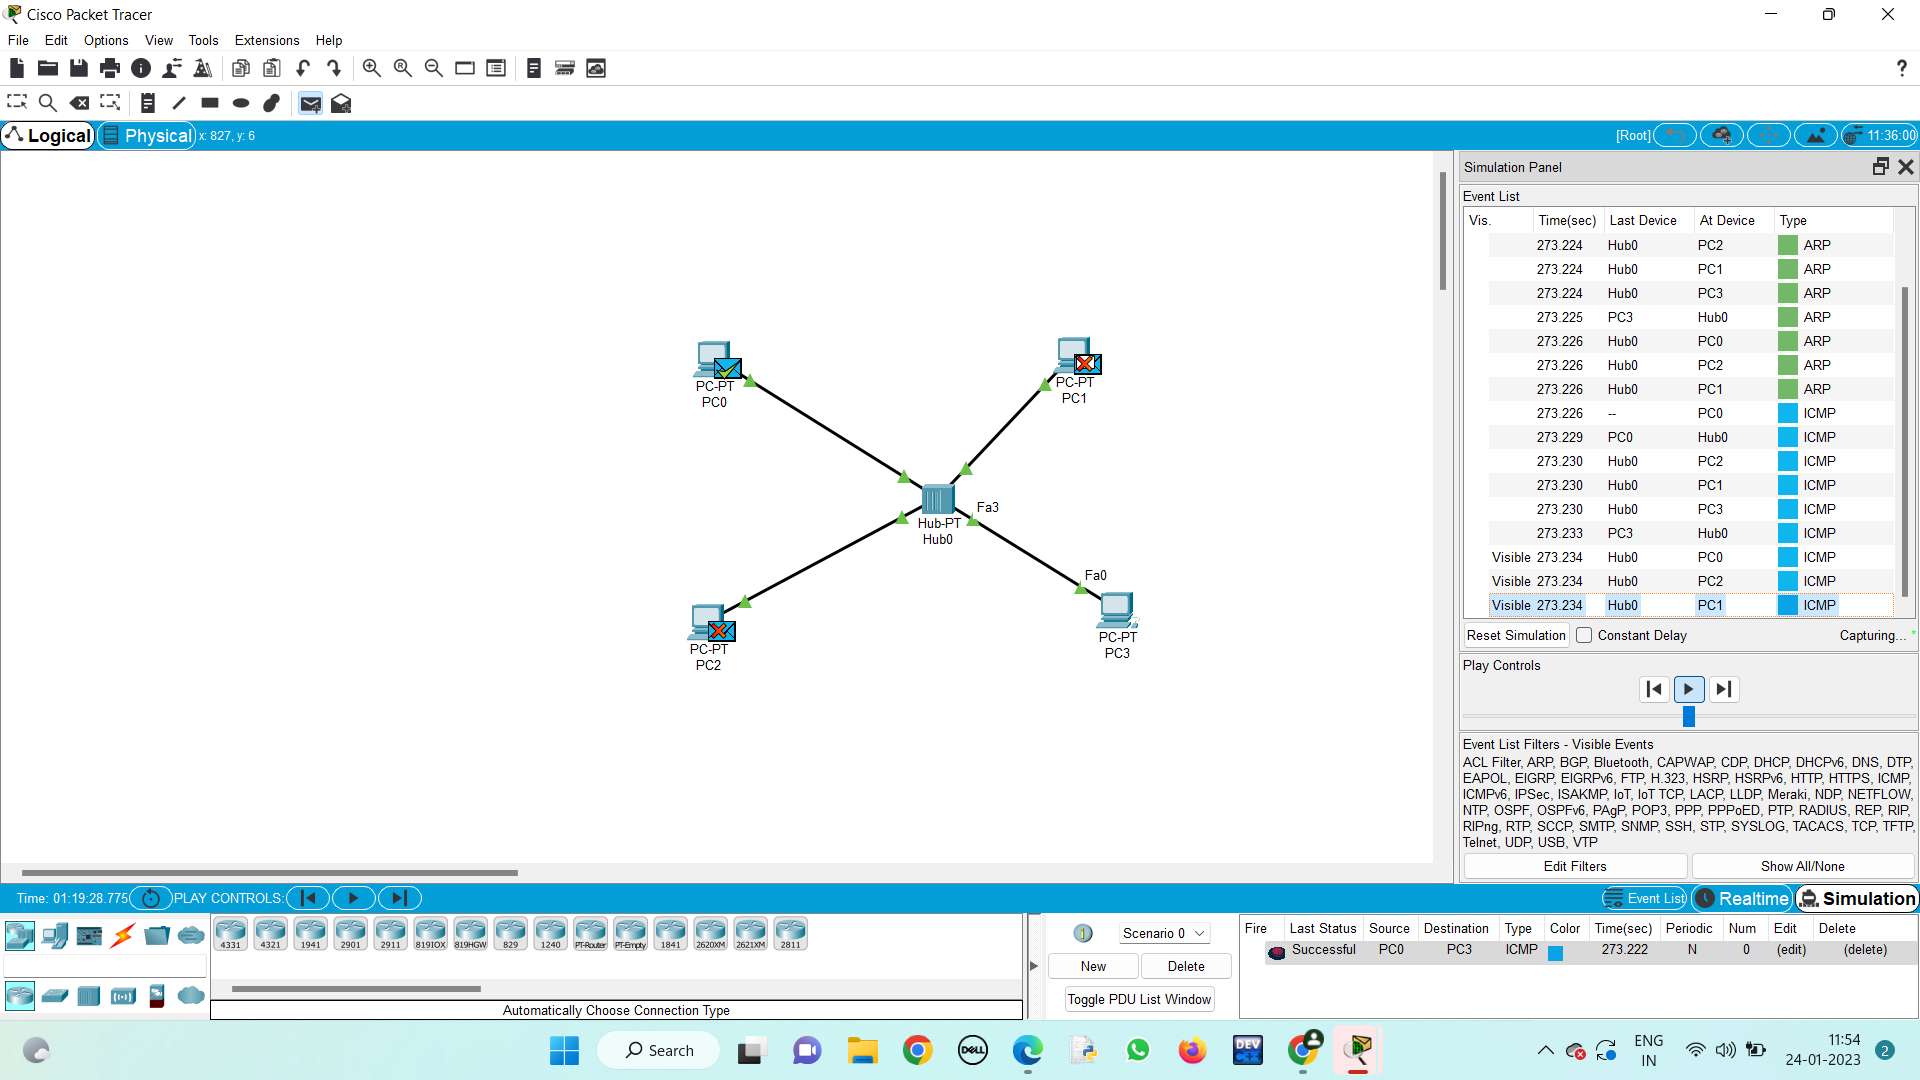 Cisco Packet Tracer
File Edit Options View Tools Extensions Help
Logical Physical x: 827, y: 6 [Root] 11:36:00
Simulation Panel
Event List
Vis. Time(sec) Last Device At Device Type
273.224 Hub0 PC2 ARP
273.224 Hub0 PC1 ARP
273.224 Hub0 PC3 ARP
273.225 PC3 Hub0 ARP
273.226 Hub0 PC0 ARP
273.226 Hub0 PC2 ARP
273.226 Hub0 PC1 ARP
273.226 -- PC0 ICMP
273.229 PC0 Hub0 ICMP
273.230 Hub0 PC2 ICMP
273.230 Hub0 PC1 ICMP
273.230 Hub0 PC3 ICMP
273.233 PC3 Hub0 ICMP
Visible 273.234 Hub0 PC0 ICMP
Visible 273.234 Hub0 PC2 ICMP
Visible 273.234 Hub0 PC1 ICMP
Reset Simulation Constant Delay Capturing...
Play Controls
Event List Filters - Visible Events
ACL Filter, ARP, BGP, Bluetooth, CAPWAP, CDP, DHCP, DHCPv6, DNS, DTP,
EAPOL, EIGRP, EIGRPv6, FTP, H.323, HSRP, HSRPv6, HTTP, HTTPS, ICMP,
ICMPv6, IPSec, ISAKMP, IoT, IoT TCP, LACP, LLDP, Meraki, NDP, NETFLOW,
NTP, OSPF, OSPFv6, PAgP, POP3, PPP, PPPoED, PTP, RADIUS, REP, RIP,
RIPng, RTP, SCCP, SMTP, SNMP, SSH, STP, SYSLOG, TACACS, TCP, TFTP,
Telnet, UDP, USB, VTP
Edit Filters Show All/None
PC-PT
PC0
PC-PT
PC1
Fa3
Hub-PT
Hub0
Fa0
PC-PT
PC2
PC-PT
PC3
Time: 01:19:28.775 PLAY CONTROLS: Event List Realtime Simulation
4331 4321 1941 2901 2911 819IOX 819HGW 829 1240 PT-Router PT-Empty 1841 2620XM 2621XM 2811
Automatically Choose Connection Type
1 Scenario 0
New Delete
Toggle PDU List Window
Fire Last Status Source Destination Type Color Time(sec) Periodic Num Edit Delete
Successful PC0 PC3 ICMP 273.222 N 0 (edit) (delete)
Search
DELL
DEV
C++
ENG
IN
11:54
24-01-2023
2